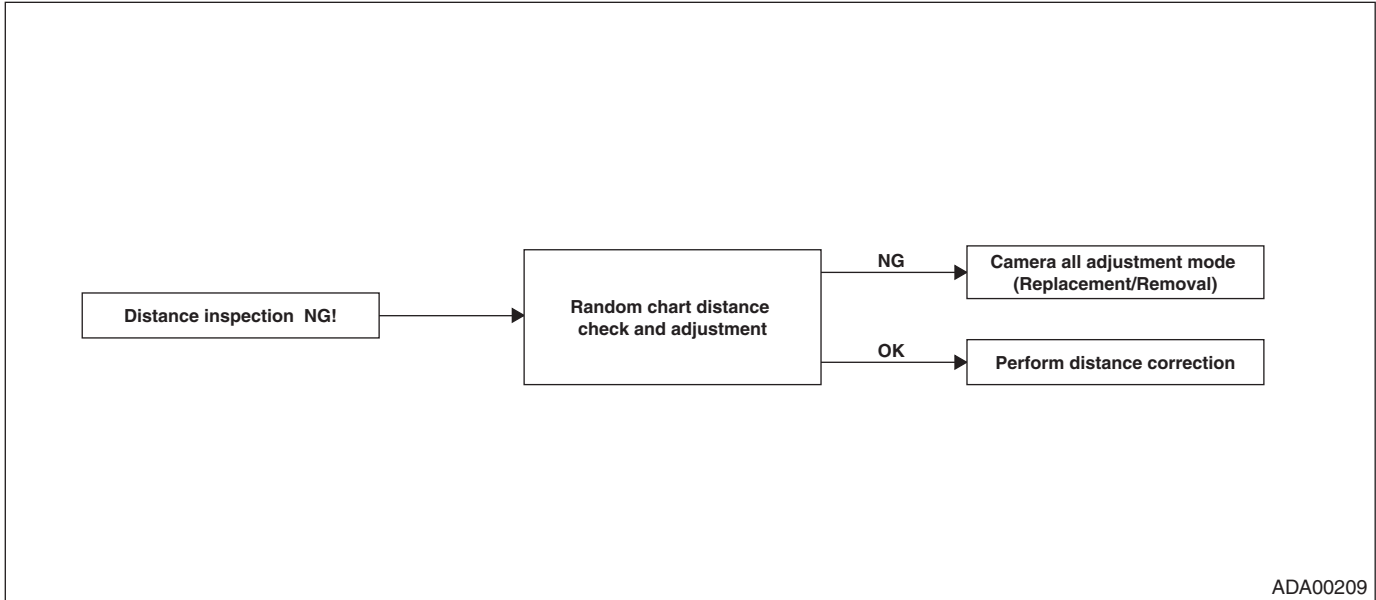 Distance inspection NG!
Random chart distance
check and adjustment
NG
Camera all adjustment mode
(Replacement/Removal)
OK
Perform distance correction
ADA00209